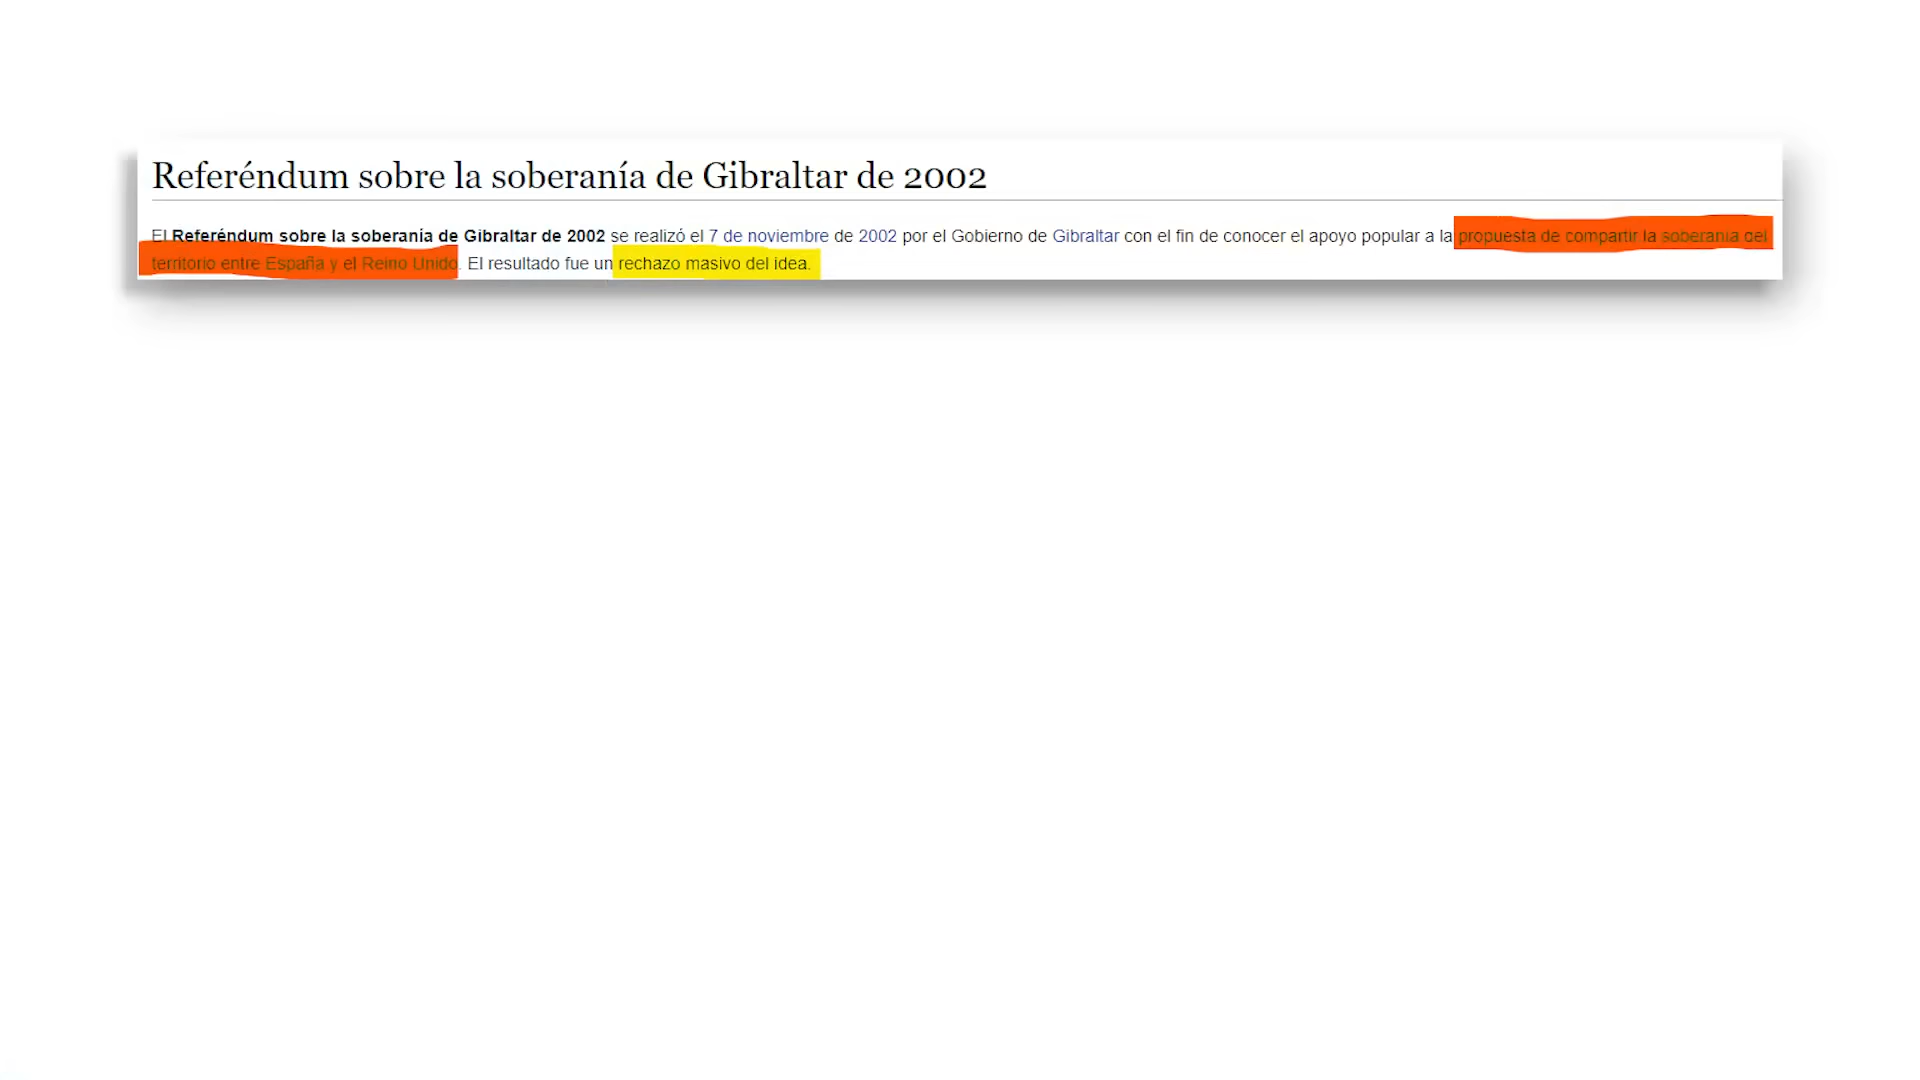 Referéndum sobre la soberanía de Gibraltar de 2002
El Referéndum sobre la soberanía de Gibraltar de 2002 se realizó el 7 de noviembre de 2002 por el Gobierno de Gibraltar con el fin de conocer el apoyo popular a la propuesta de compartir la soberanía del
territorio entre España y el Reino Unido. El resultado fue un rechazo masivo del idea.